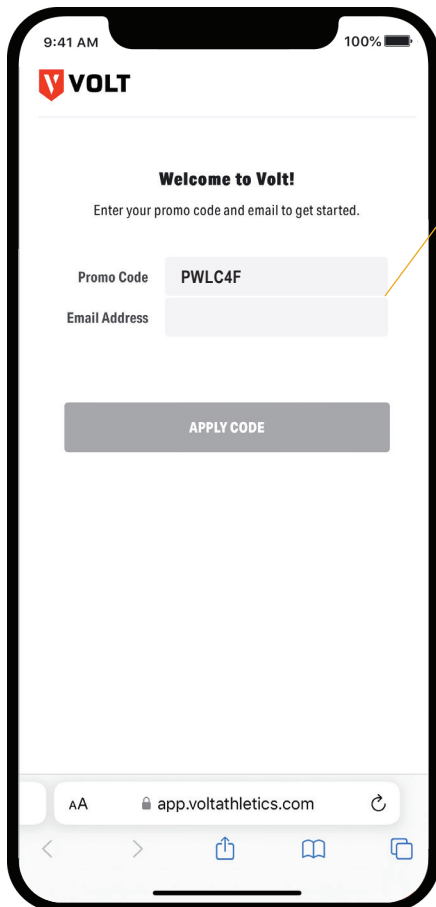 9:41 AM 100%
VOLT
Welcome to Volt!
Enter your promo code and email to get started.
Promo Code PWLC4F
Email Address
APPLY CODE
AA app.voltathletics.com